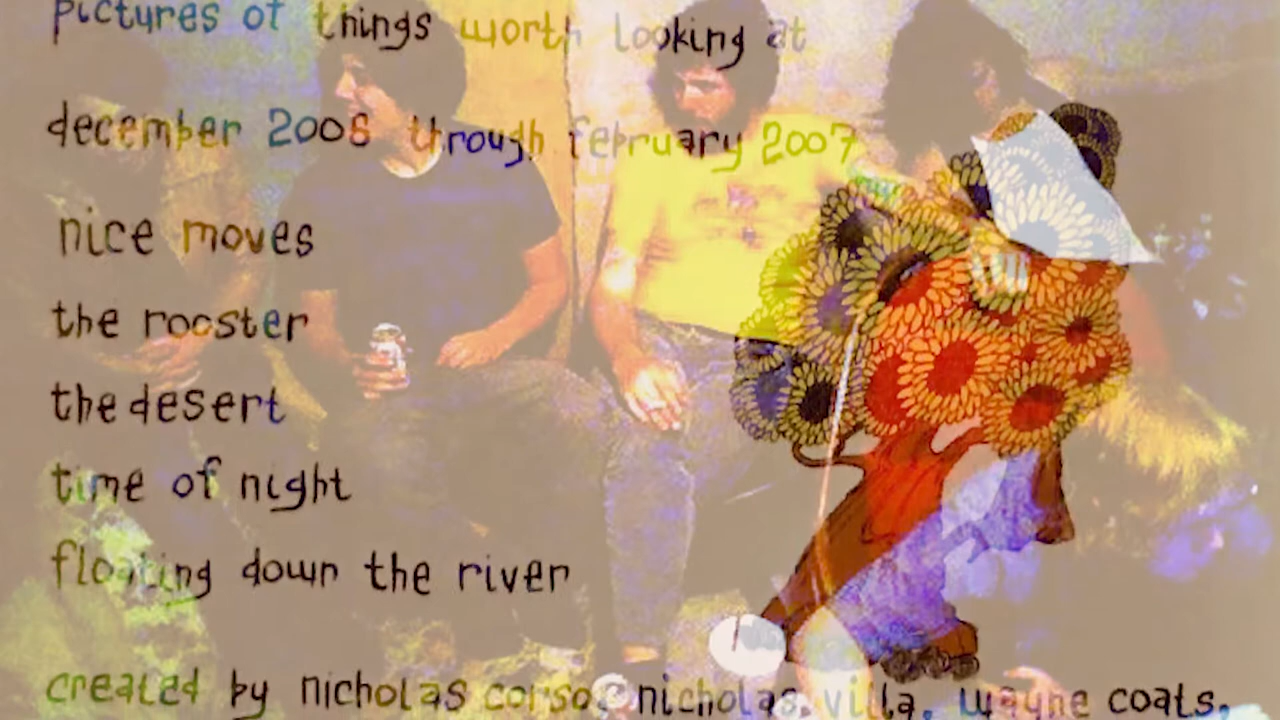 pictures of things worth looking at
december 2006 through february 2007
nice moves
the rooster
the desert
time of night
floating down the river
created by nicholas corso, nicholas villa, wayne coats.